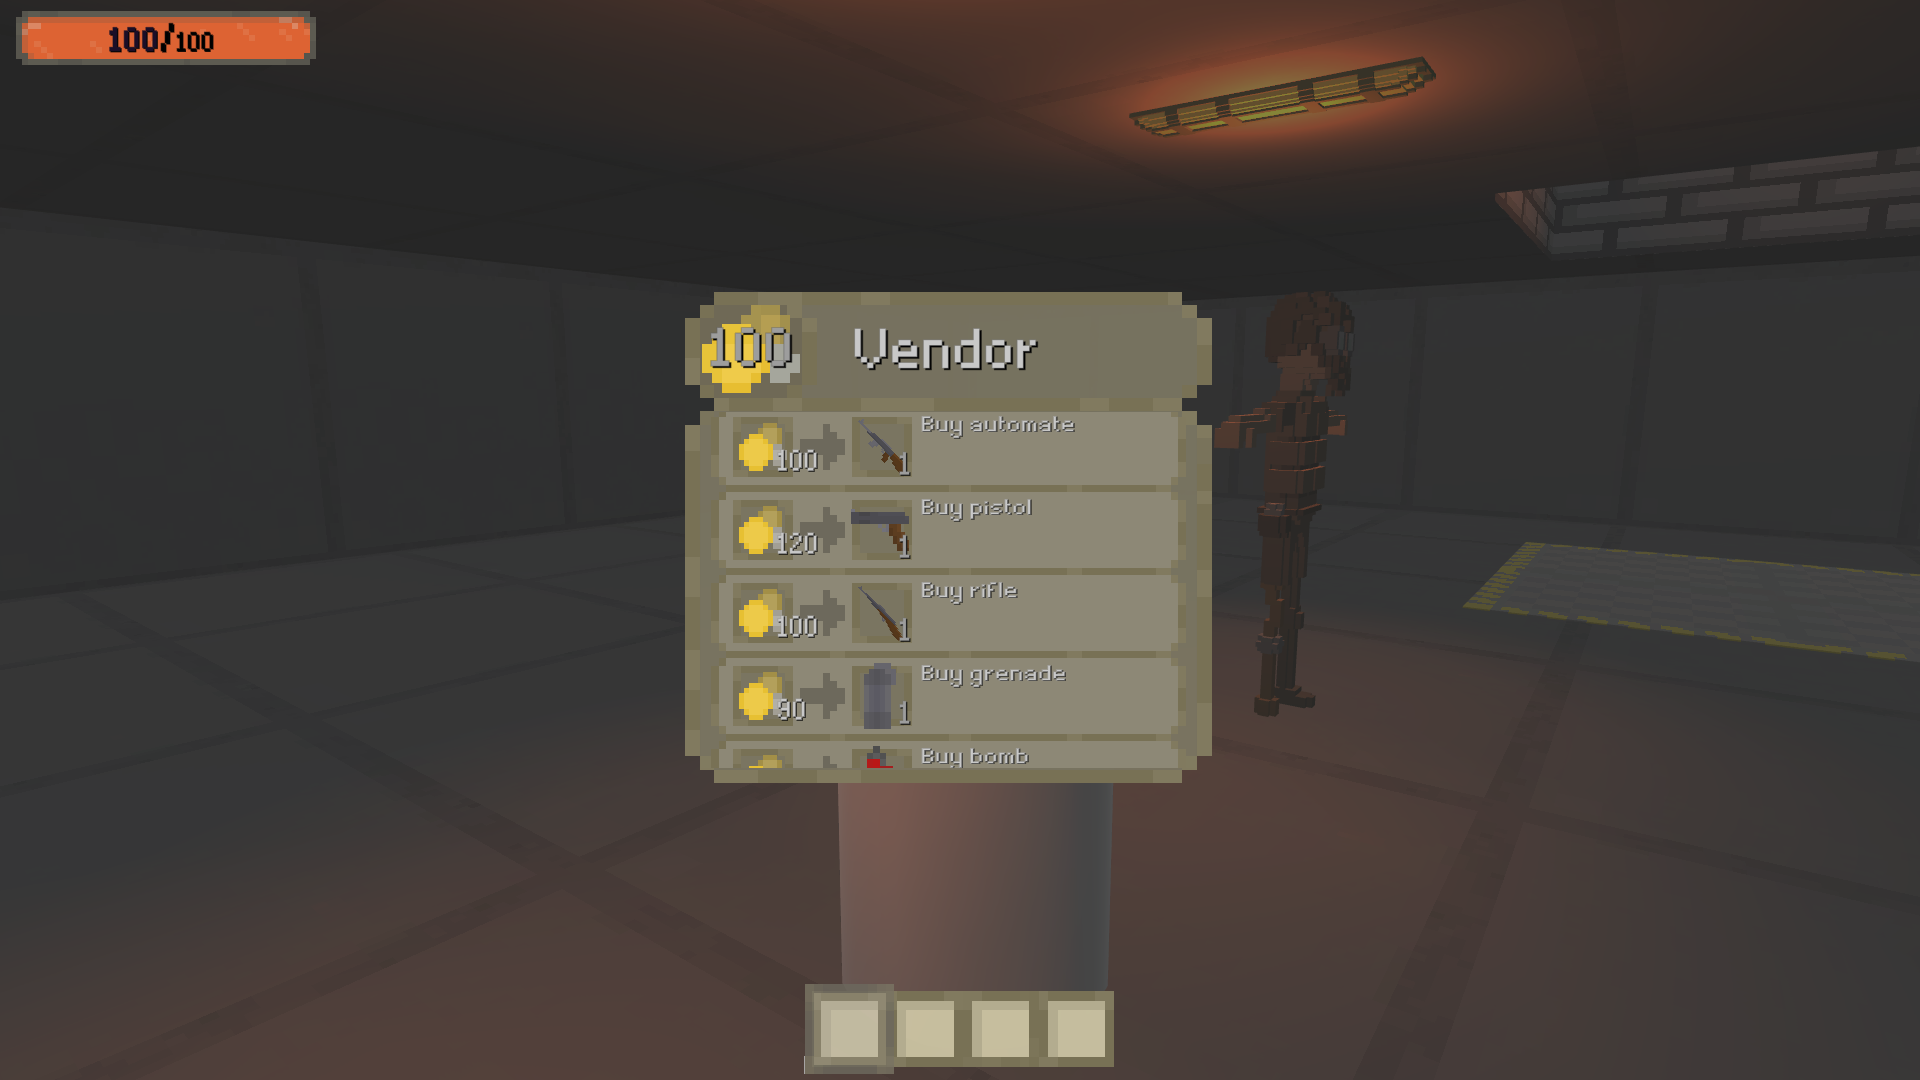 100/100
100 Vendor
100 1 Buy automate
120 1 Buy pistol
100 1 Buy rifle
90 1 Buy grenade
Buy bomb